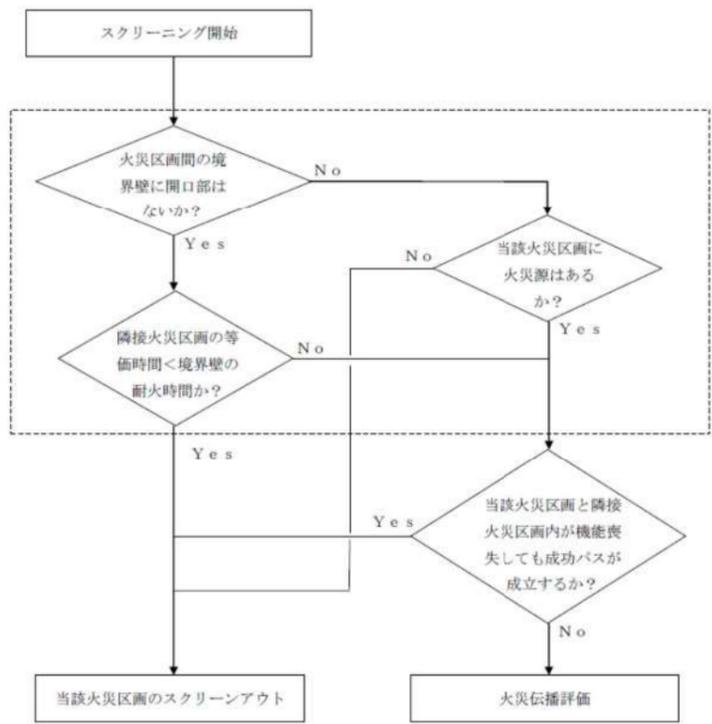 スクリーニング開始
火災区画間の境
界壁に開口部は
ないか？
No
Yes
当該火災区画に
火災源はある
か？
No
Yes
隣接火災区画の等
価時間＜境界壁の
耐火時間か？
No
Yes
当該火災区画と隣接
火災区画内が機能喪
失しても成功パスが
成立するか？
Yes
No
当該火災区画のスクリーンアウト
火災伝播評価